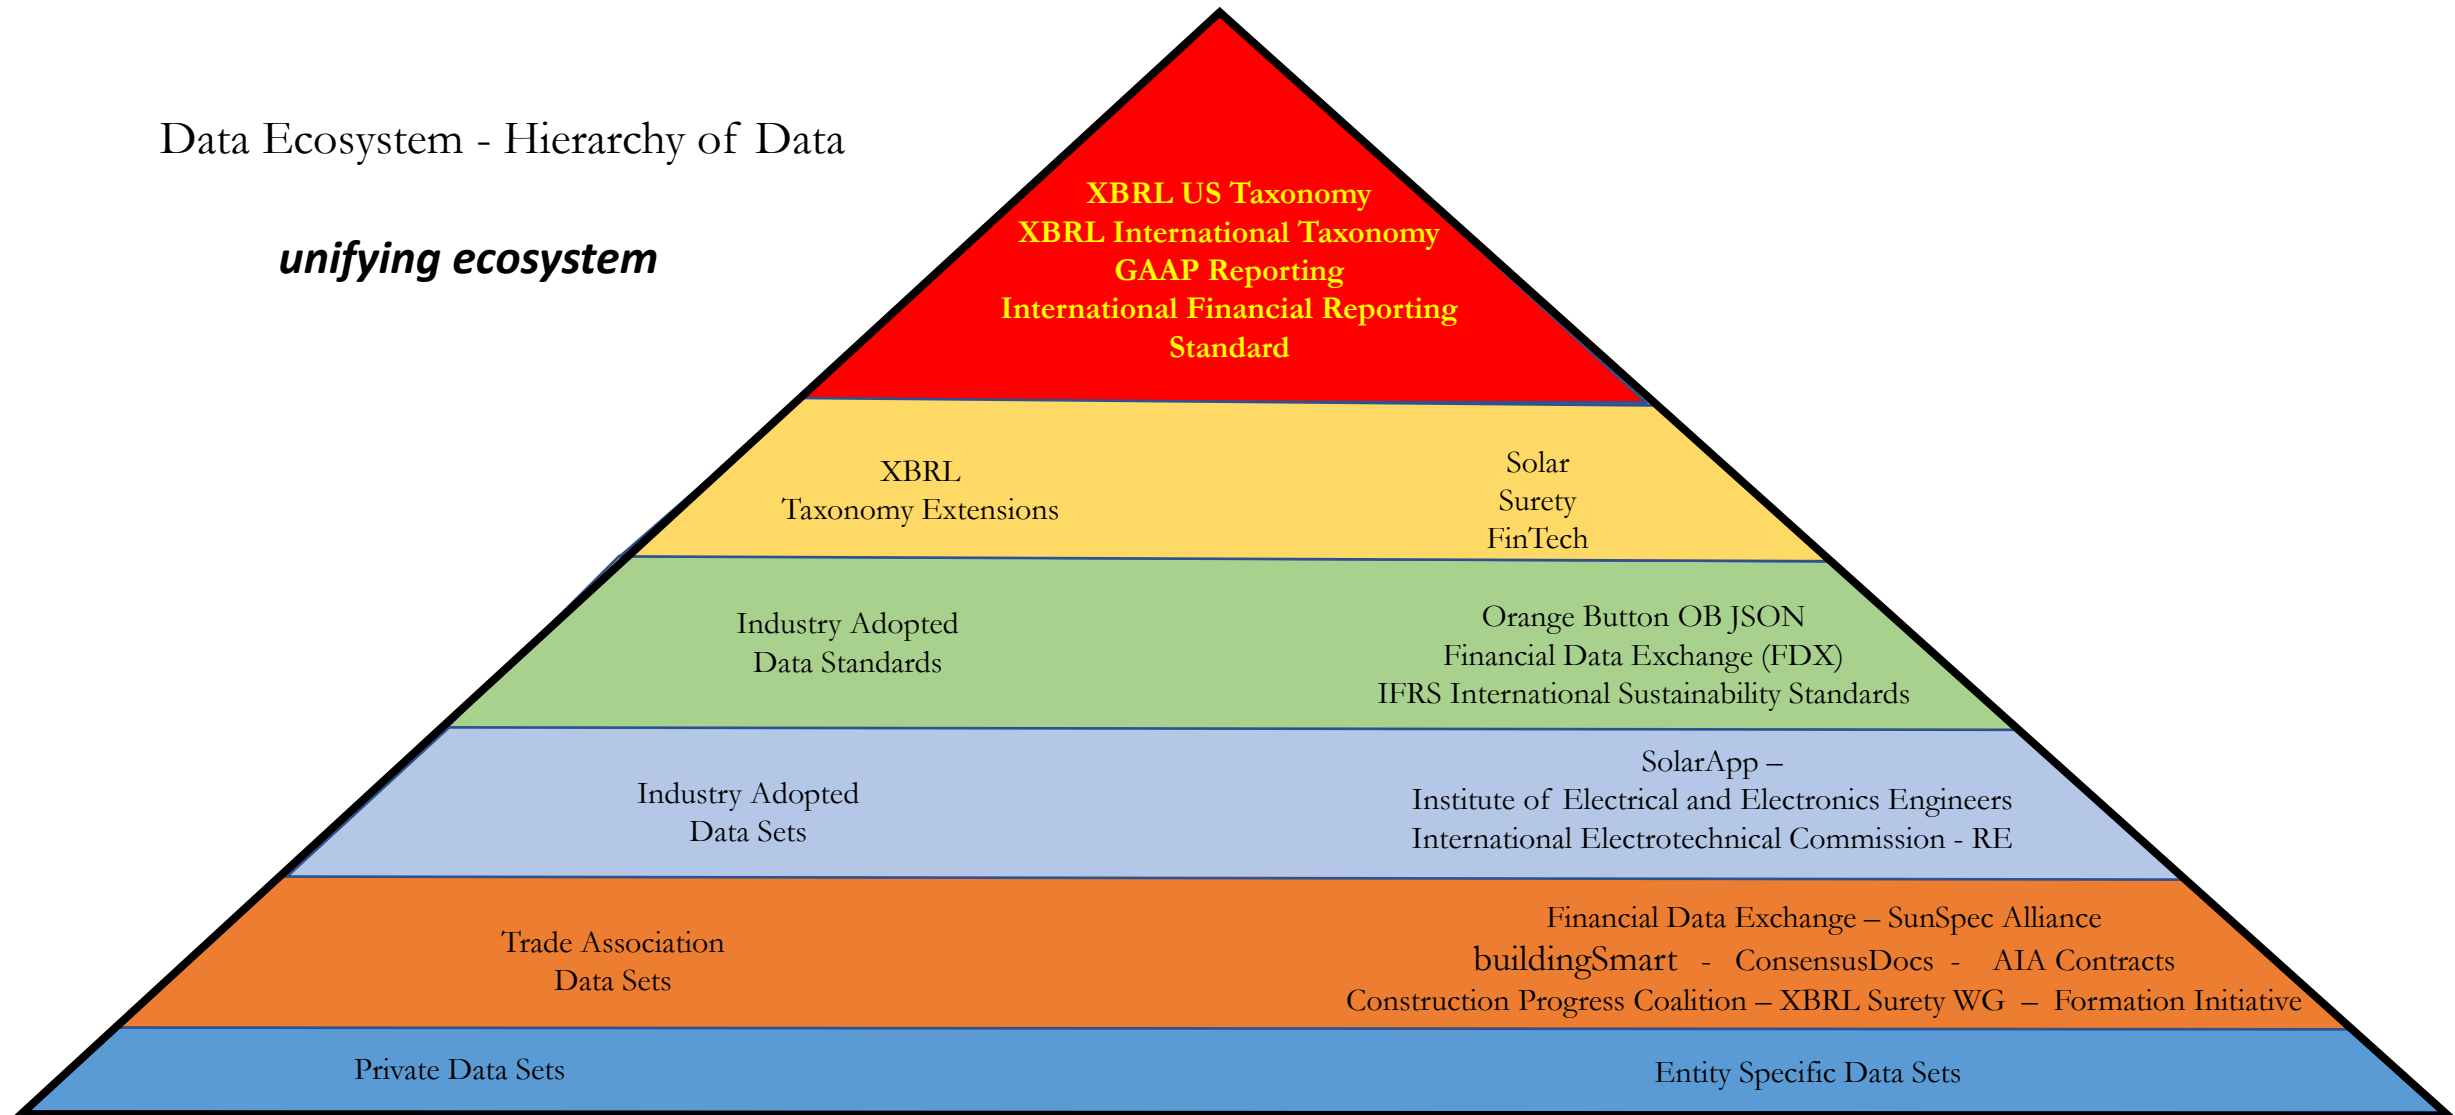 Data Ecosystem - Hierarchy of Data
unifying ecosystem
XBRL US Taxonomy
XBRL International Taxonomy
GAAP Reporting
International Financial Reporting
Standard
XBRL
Taxonomy Extensions
Solar
Surety
FinTech
Industry Adopted
Data Standards
Orange Button OB JSON
Financial Data Exchange (FDX)
IFRS International Sustainability Standards
Industry Adopted
Data Sets
SolarApp –
Institute of Electrical and Electronics Engineers
International Electrotechnical Commission - RE
Trade Association
Data Sets
Financial Data Exchange – SunSpec Alliance
buildingSmart - ConsensusDocs - AIA Contracts
Construction Progress Coalition – XBRL Surety WG – Formation Initiative
Private Data Sets
Entity Specific Data Sets